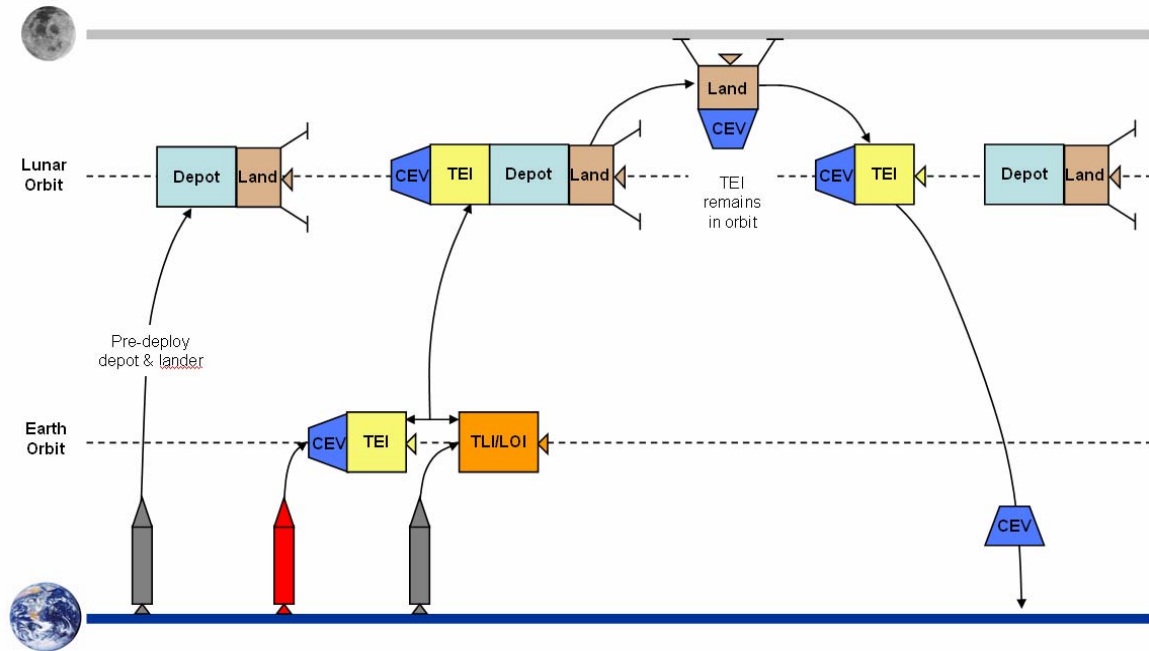 Land
CEV
Lunar
Orbit
Depot
Land
CEV
TEI
Depot
Land
TEI
remains
in orbit
CEV
TEI
Depot
Land
Pre-deploy
depot & lander
Earth
Orbit
CEV
TEI
TLI/LOI
CEV